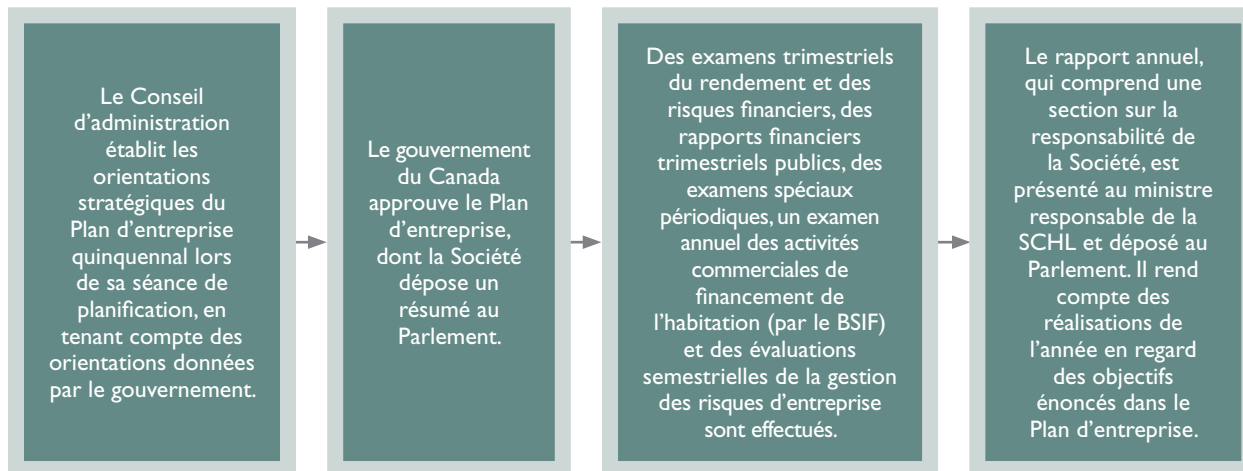 Le Conseil
d'administration
établit les
orientations
stratégiques du
Plan d'entreprise
quinquennal lors
de sa séance de
planification, en
tenant compte des
orientations données
par le gouvernement.
Le gouvernement
du Canada
approuve le Plan
d'entreprise,
dont la Société
dépose un
résumé au
Parlement.
Des examens trimestriels
du rendement et des
risques financiers, des
rapports financiers
trimestriels publics, des
examens spéciaux
périodiques, un examen
annuel des activités
commerciales de
financement de
l'habitation (par le BSIF)
et des évaluations
semestrielles de la gestion
des risques d'entreprise
sont effectués.
Le rapport annuel,
qui comprend une
section sur la
responsabilité de
la Société, est
présenté au ministre
responsable de la
SCHL et déposé au
Parlement. Il rend
compte des
réalisations de
l'année en regard
des objectifs
énoncés dans le
Plan d'entreprise.